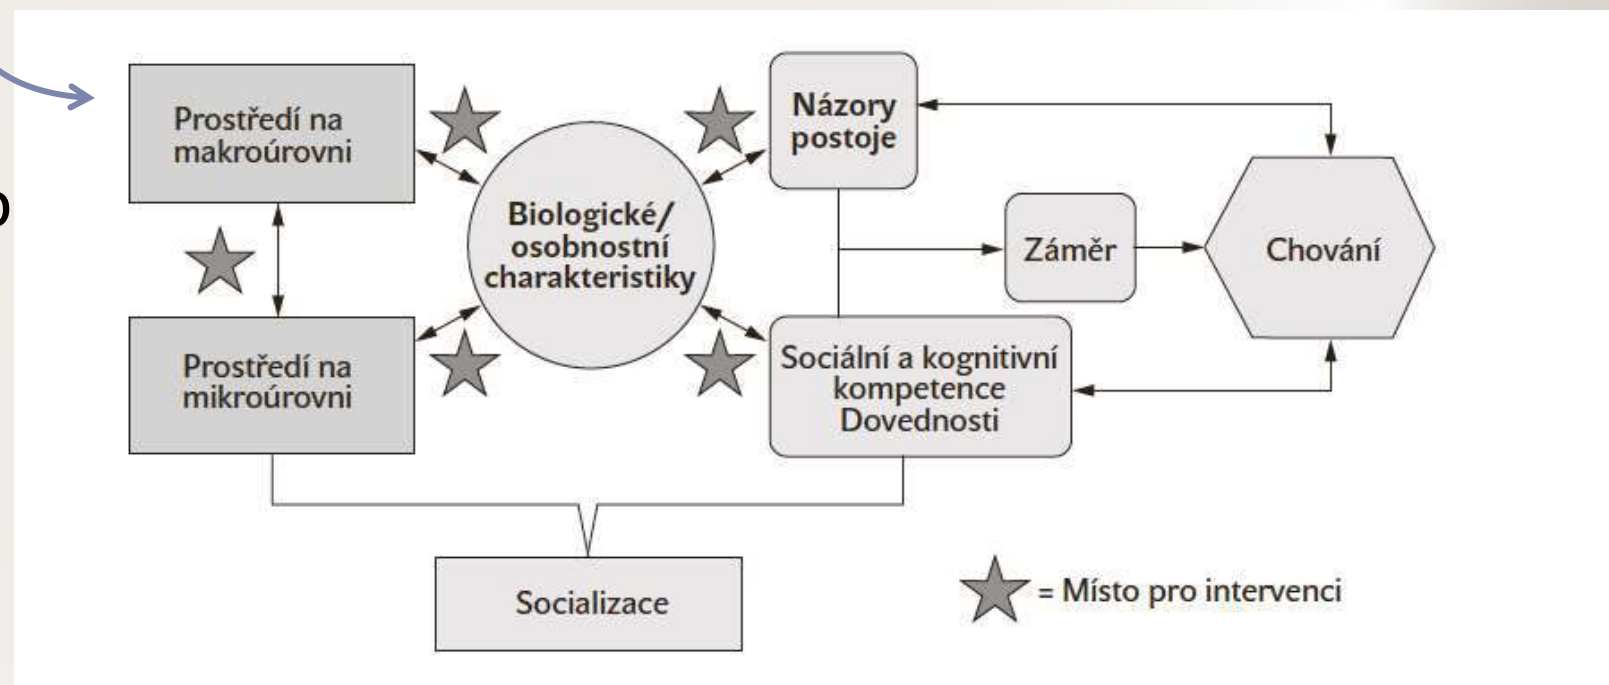 Prostředí na
makroúrovni
Názory
postoje
Biologické/
osobnostní
charakteristiky
Záměr
Chování
Prostředí na
mikroúrovni
Sociální a kognitivní
kompetence
Dovednosti
Socializace
= Místo pro intervenci